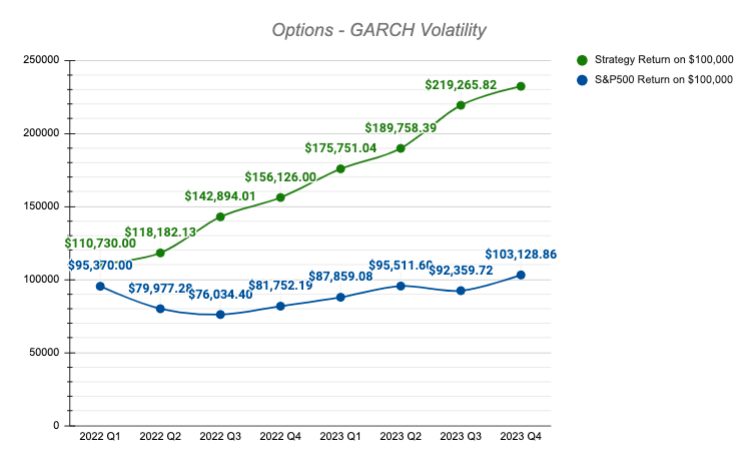 Options - GARCH Volatility
Strategy Return on $100,000
S&P500 Return on $100,000
250000
200000
150000
100000
50000
0
$110,730.00
$118,182.13
$142,894.01
$156,126.00
$175,751.04
$189,758.39
$219,265.82
$95,370.00
$79,977.28
$76,034.40
$81,752.19
$87,859.08
$95,511.60
$92,359.72
$103,128.86
2022 Q1
2022 Q2
2022 Q3
2022 Q4
2023 Q1
2023 Q2
2023 Q3
2023 Q4